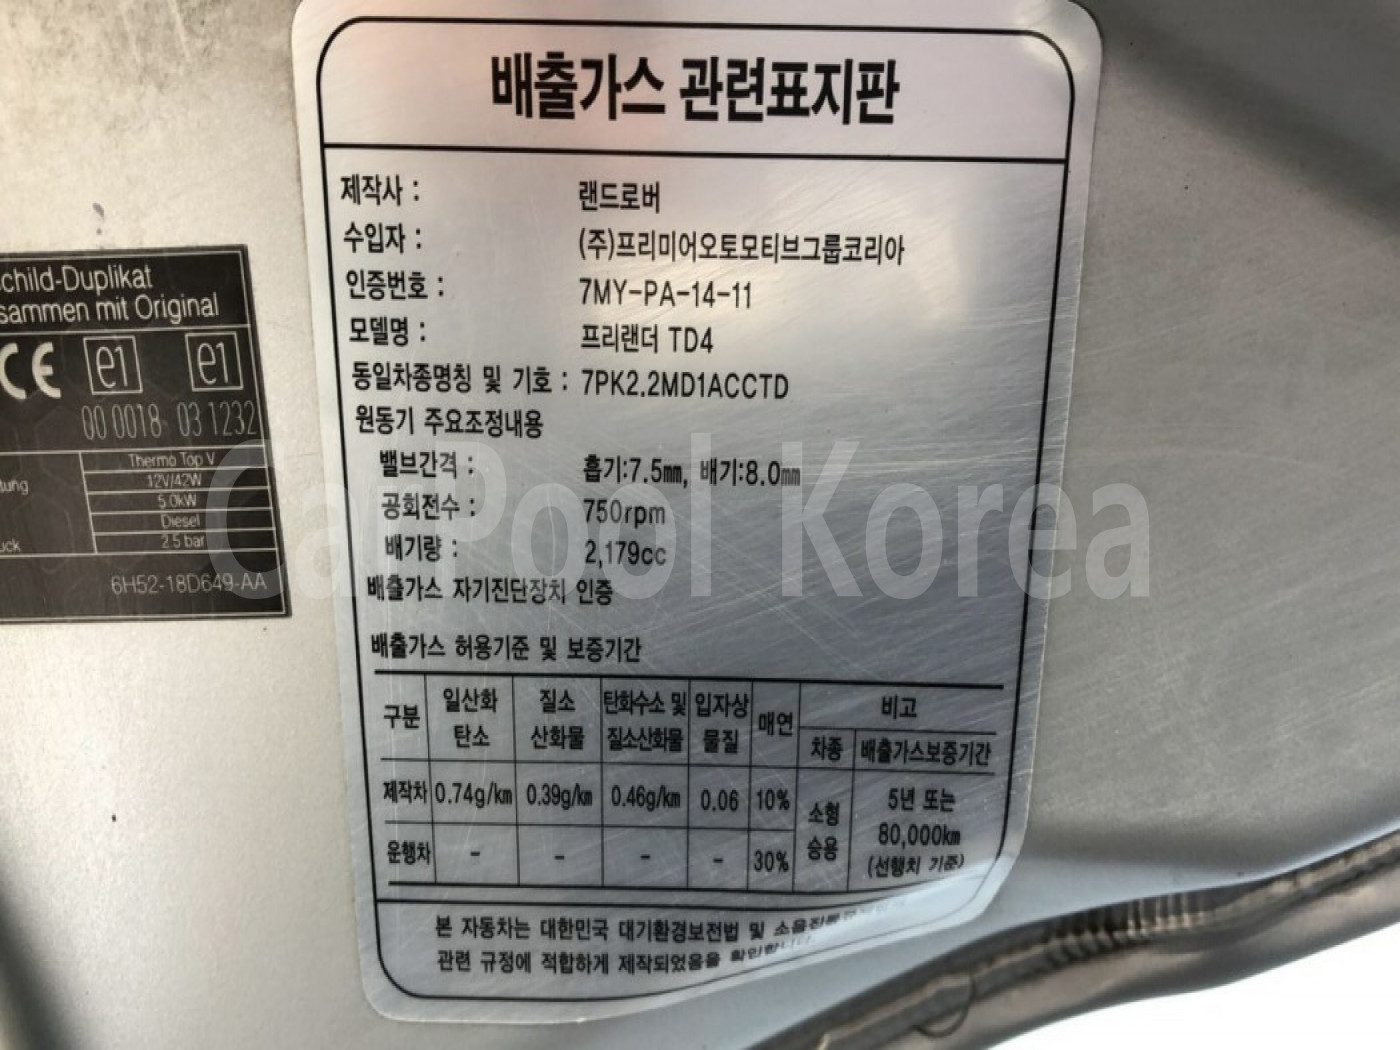 배출가스 관련표지판
제작사 : 랜드로버
수입자 : (주)프리미어오토모티브그룹코리아
인증번호 : 7MY-PA-14-11
모델명 : 프리랜더 TD4
동일차종명칭 및 기호 : 7PK2.2MD1ACCTD
원동기 주요조정내용
밸브간격 : 흡기:7.5㎜, 배기:8.0㎜
공회전수 : 750rpm
배기량 : 2,179cc
배출가스 자기진단장치 인증
배출가스 허용기준 및 보증기간
구분 일산화탄소 질소산화물 탄화수소 및 질소산화물 입자상물질 매연 비고
차종 배출가스보증기간
제작차 0.74g/㎞ 0.39g/㎞ 0.46g/㎞ 0.06 10% 소형승용 5년 또는 80,000㎞ (선행치 기준)
운행차 - - - - 30%
본 자동차는 대한민국 대기환경보전법 및
관련 규정에 적합하게 제작되었음을 확인합니다.
child-Duplikat
sammen mit Original
CE e1 e1
00 0018 03 1232
Thermo Top V
tung 12V/42W
5.0kW
Diesel
uck 2.5 bar
6H52-18D649-AA
CarPool Korea